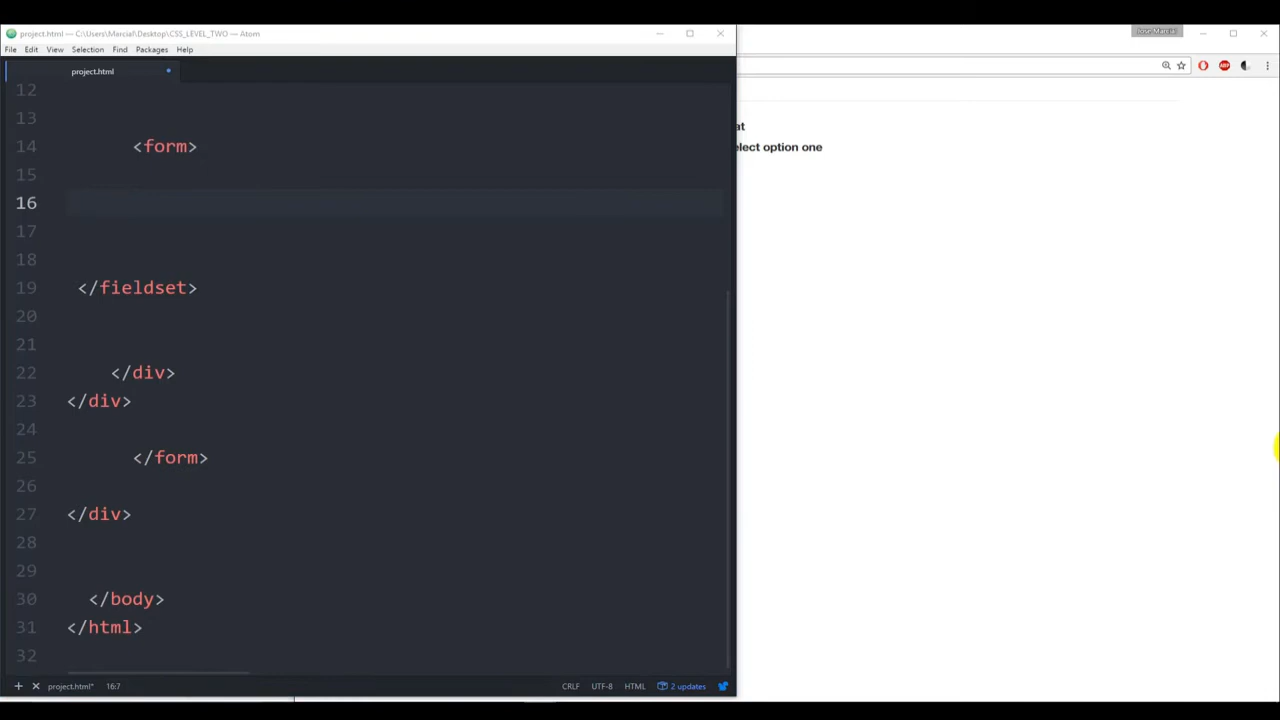 project.html — C:\Users\Mercial\Desktop\CSS_LEVEL_TWO — Atom
File Edit View Selection Find Packages Help
project.html
12
13
14 <form>
15
16
17
18
19 </fieldset>
20
21
22 </div>
23 </div>
24
25 </form>
26
27 </div>
28
29
30 </body>
31 </html>
32
project.html* 16:7 CRLF UTF-8 HTML 2 updates
ABP
at
elect option one